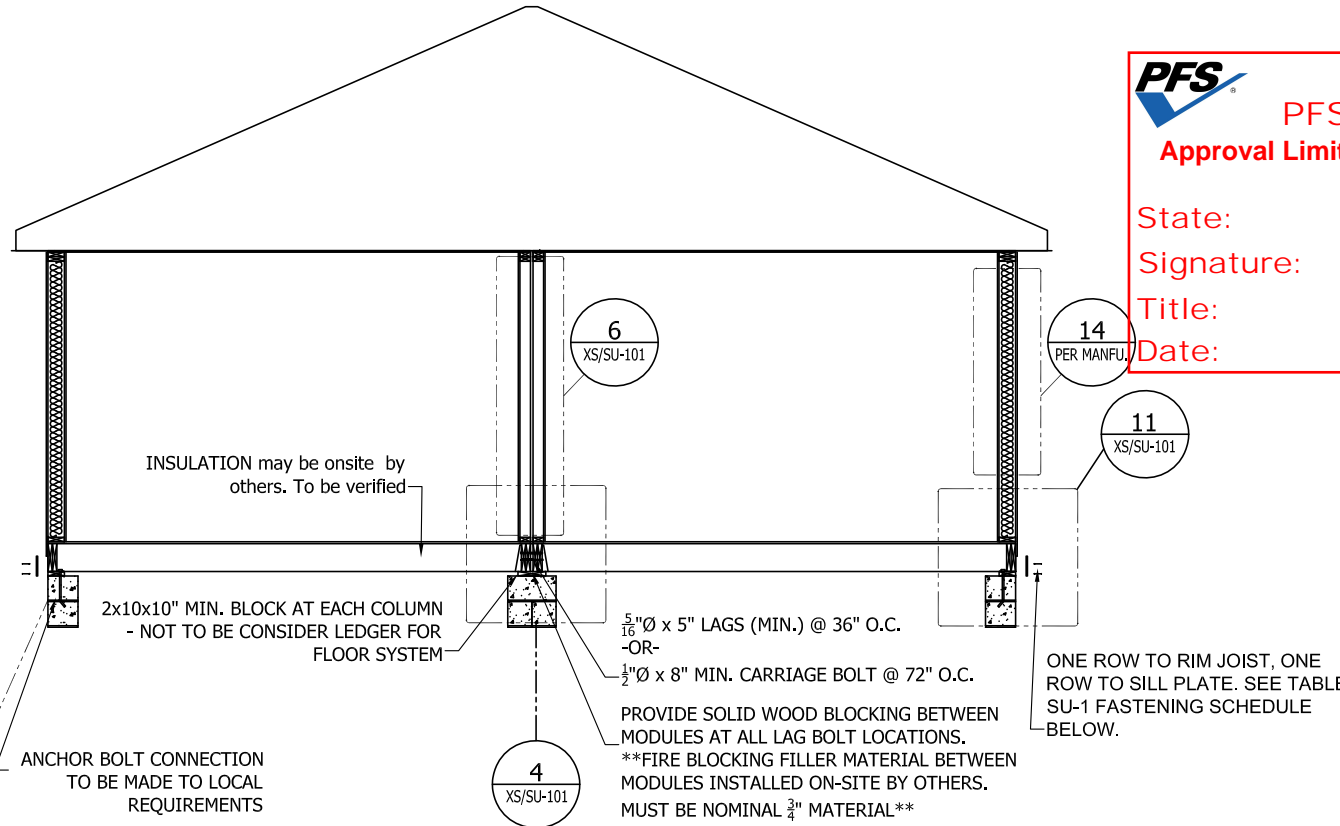 PFS
®
PFS
Approval Limit
State:
Signature:
Title:
Date:
6
XS/SU-101
14
PER MANFU.
11
XS/SU-101
INSULATION may be onsite by
others. To be verified
2x10x10" MIN. BLOCK AT EACH COLUMN
- NOT TO BE CONSIDER LEDGER FOR
FLOOR SYSTEM
5/16"Ø x 5" LAGS (MIN.) @ 36" O.C.
-OR-
1/2"Ø x 8" MIN. CARRIAGE BOLT @ 72" O.C.
PROVIDE SOLID WOOD BLOCKING BETWEEN
MODULES AT ALL LAG BOLT LOCATIONS.
**FIRE BLOCKING FILLER MATERIAL BETWEEN
MODULES INSTALLED ON-SITE BY OTHERS.
MUST BE NOMINAL 3/4" MATERIAL**
ONE ROW TO RIM JOIST, ONE
ROW TO SILL PLATE. SEE TABLE
SU-1 FASTENING SCHEDULE
BELOW.
ANCHOR BOLT CONNECTION
TO BE MADE TO LOCAL
REQUIREMENTS
4
XS/SU-101